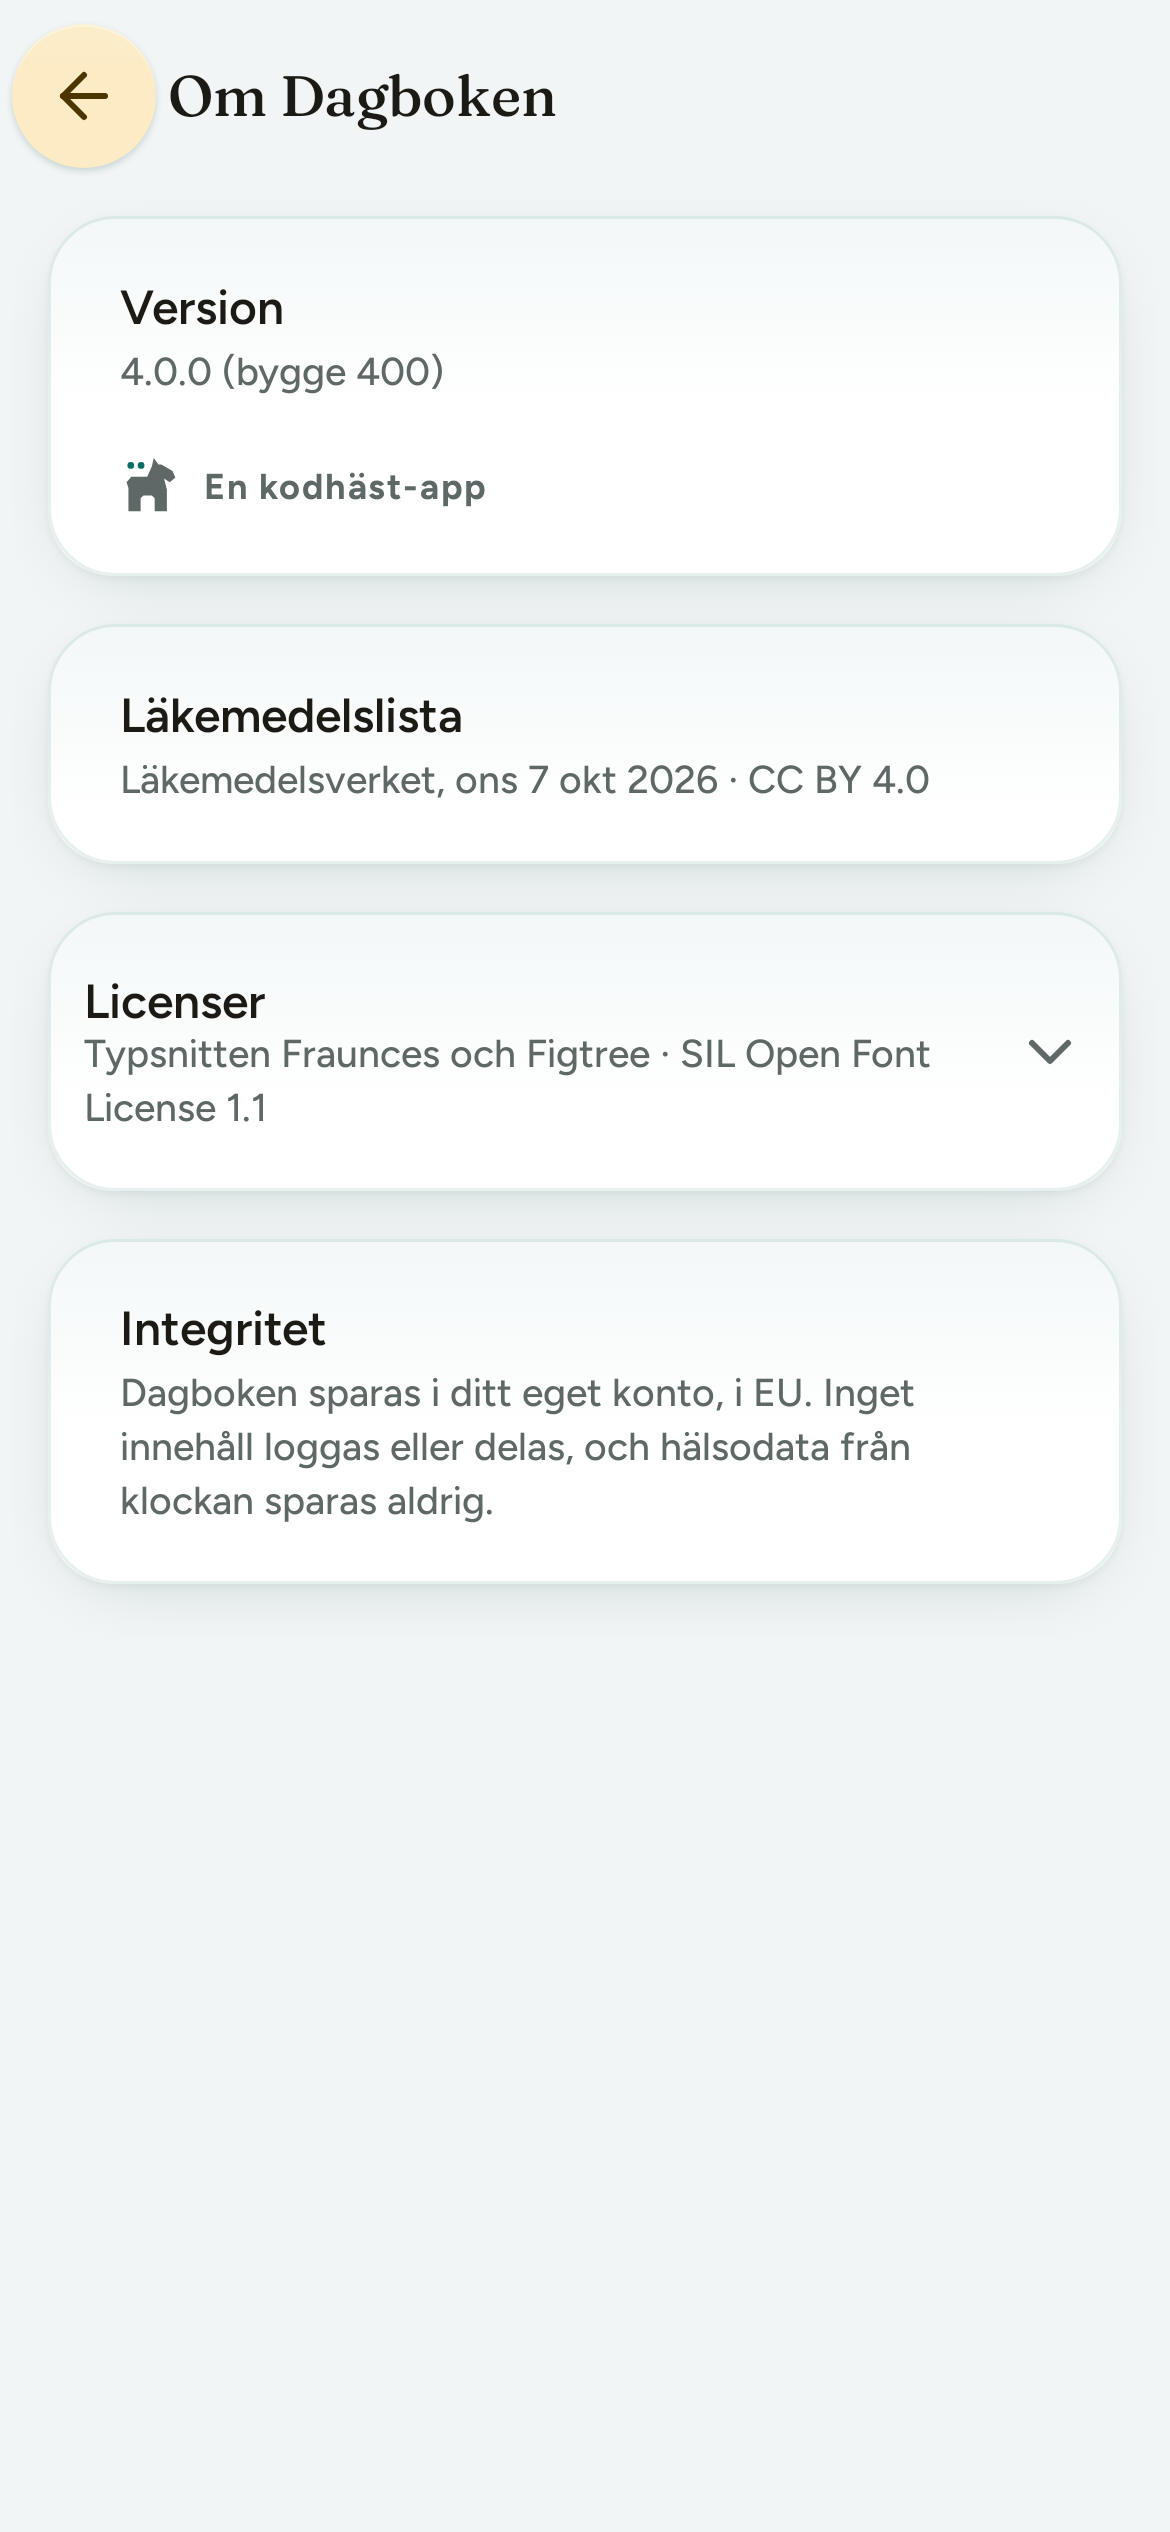 Om Dagboken
Version
4.0.0 (bygge 400)
En kodhäst-app
Läkemedelslista
Läkemedelsverket, ons 7 okt 2026 · CC BY 4.0
Licenser
Typsnitten Fraunces och Figtree · SIL Open Font
License 1.1
Integritet
Dagboken sparas i ditt eget konto, i EU. Inget
innehåll loggas eller delas, och hälsodata från
klockan sparas aldrig.